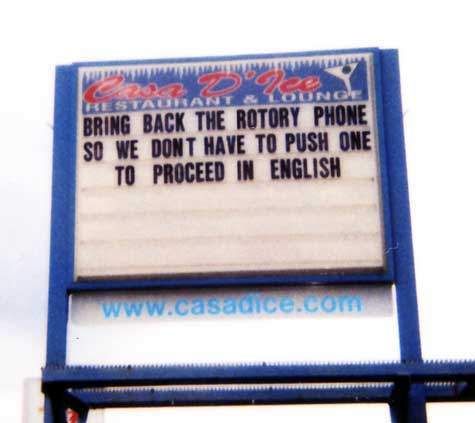 Casa D'Ice
RESTAURANT & LOUNGE
BRING BACK THE ROTORY PHONE
SO WE DONT HAVE TO PUSH ONE
TO PROCEED IN ENGLISH
www.casadice.com